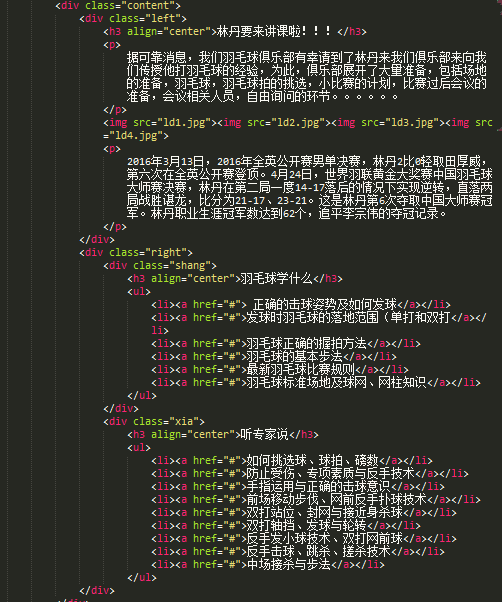 <div class="content">
<div class="left">
<h3 align="center">林丹要来讲课啦！！！</h3>
<p>
据可靠消息，我们羽毛球俱乐部有幸请到了林丹来我们俱乐部来向我
们传授他打羽毛球的经验，为此，俱乐部展开了大量准备，包括场地
的准备，羽毛球，羽毛球拍的挑选，小比赛的计划，比赛过后会议的
准备，会议相关人员，自由询问的环节。。。。。。
</p>
<img src="ld1.jpg"><img src="ld2.jpg"><img src="ld3.jpg"><img src
="ld4.jpg">
<p>
2016年3月13日，2016年全英公开赛男单决赛，林丹2比0轻取田厚威，
第六次在全英公开赛登顶。4月24日，世界羽联黄金大奖赛中国羽毛球
大师赛决赛，林丹在第二局一度14-17落后的情况下实现逆转，直落两
局战胜谌龙，比分为21-17、23-21。这是林丹第6次夺取中国大师赛冠
军。林丹职业生涯冠军数达到62个，追平李宗伟的夺冠记录。
</p>
</div>
<div class="right">
<div class="shang">
<h3 align="center">羽毛球学什么</h3>
<ul>
<li><a href="#"> 正确的击球姿势及如何发球</a></li>
<li><a href="#">发球时羽毛球的落地范围（单打和双打</a></
li>
<li><a href="#">羽毛球正确的握拍方法</a></li>
<li><a href="#">羽毛球的基本步法</a></li>
<li><a href="#">最新羽毛球比赛规则</a></li>
<li><a href="#">羽毛球标准场地及球网、网柱知识</a></li>
</ul>
</div>
<div class="xia">
<h3 align="center">听专家说</h3>
<ul>
<li><a href="#">如何挑选球、球拍、磅数</a></li>
<li><a href="#">防止受伤、专项素质与反手技术</a></li>
<li><a href="#">手指运用与正确的击球意识</a></li>
<li><a href="#">前场移动步伐、网前反手扑球技术</a></li>
<li><a href="#">双打站位、封网与接近身杀球</a></li>
<li><a href="#">双打轴挡、发球与轮转</a></li>
<li><a href="#">反手发小球技术、双打网前球</a></li>
<li><a href="#">反手击球、跳杀、搓杀技术</a></li>
<li><a href="#">中场接杀与步法</a></li>
</ul>
</div>